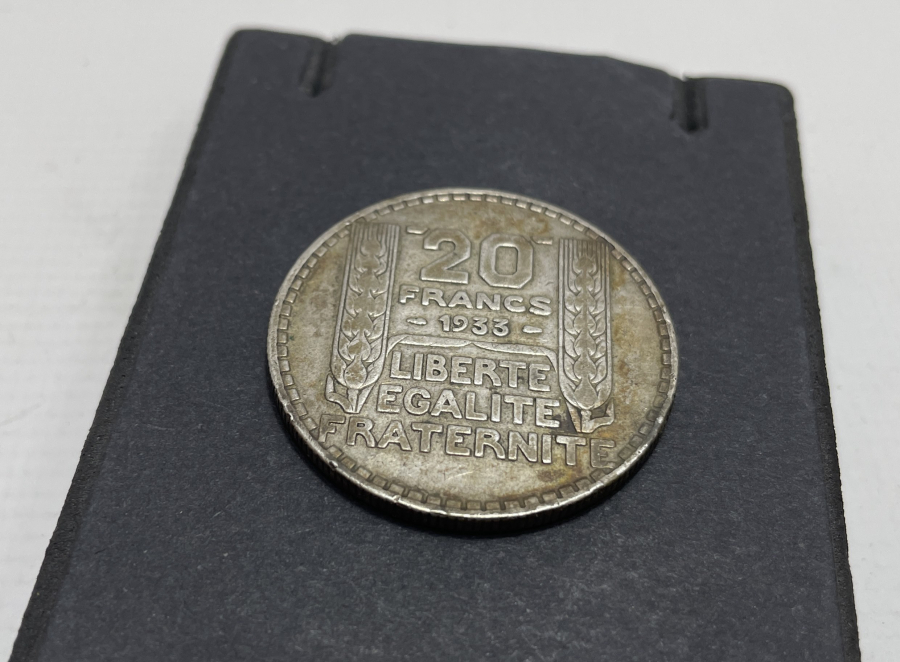 20
FRANCS
- 1933 -
LIBERTE
EGALITE
FRATERNITE